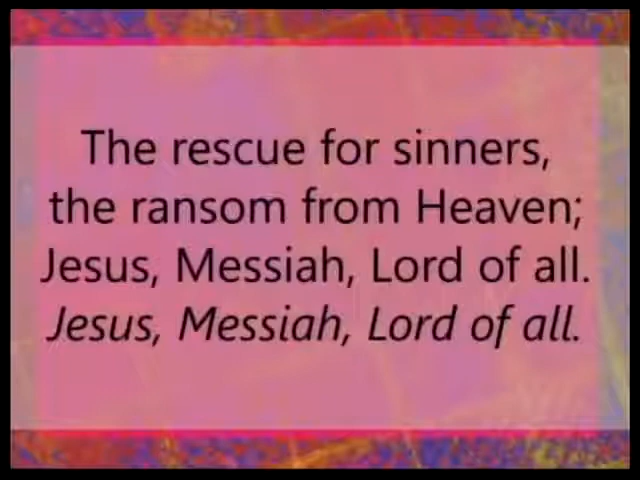 The rescue for sinners,
the ransom from Heaven;
Jesus, Messiah, Lord of all.
Jesus, Messiah, Lord of all.